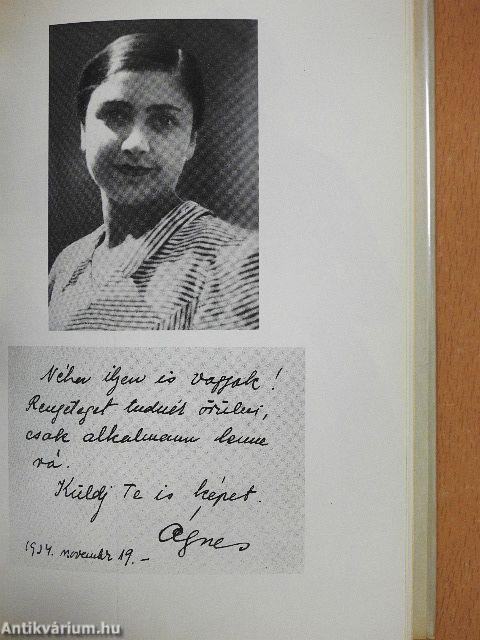 Néha ilyen is vagyok!
Rengeteget tudnék örülni,
csak alkalmam lenne
rá.
Küldj Te is képet.
Ágnes
1934. november 19.-
Antikvárium.hu